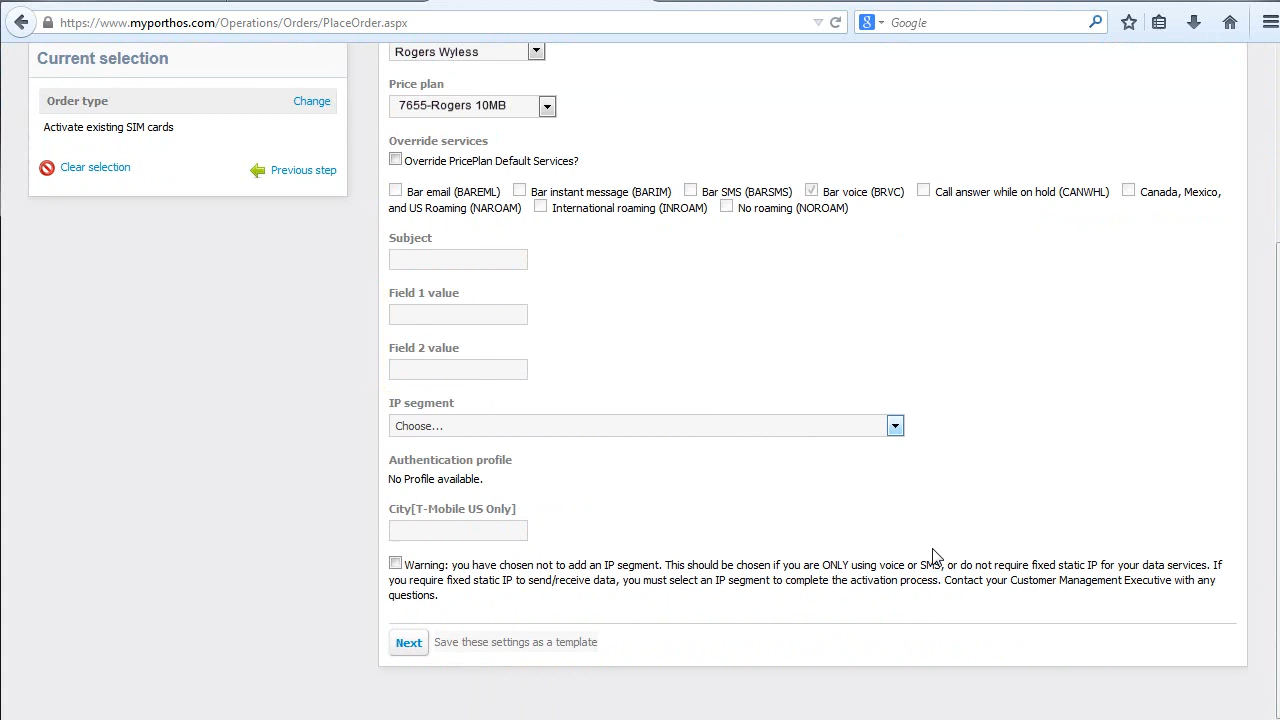 https://www.myporthos.com/Operations/Orders/PlaceOrder.aspx
Google
Current selection
Order type
Change
Activate existing SIM cards
Clear selection
Previous step
Rogers Wyless
Price plan
7655-Rogers 10MB
Override services
Override PricePlan Default Services?
Bar email (BAREML) Bar instant message (BARIM) Bar SMS (BARSMS) Bar voice (BRVC) Call answer while on hold (CANWHL) Canada, Mexico,
and US Roaming (NAROAM) International roaming (INROAM) No roaming (NOROAM)
Subject
Field 1 value
Field 2 value
IP segment
Choose...
Authentication profile
No Profile available.
City[T-Mobile US Only]
Warning: you have chosen not to add an IP segment. This should be chosen if you are ONLY using voice or SMS, or do not require fixed static IP for your data services. If
you require fixed static IP to send/receive data, you must select an IP segment to complete the activation process. Contact your Customer Management Executive with any
questions.
Next
Save these settings as a template